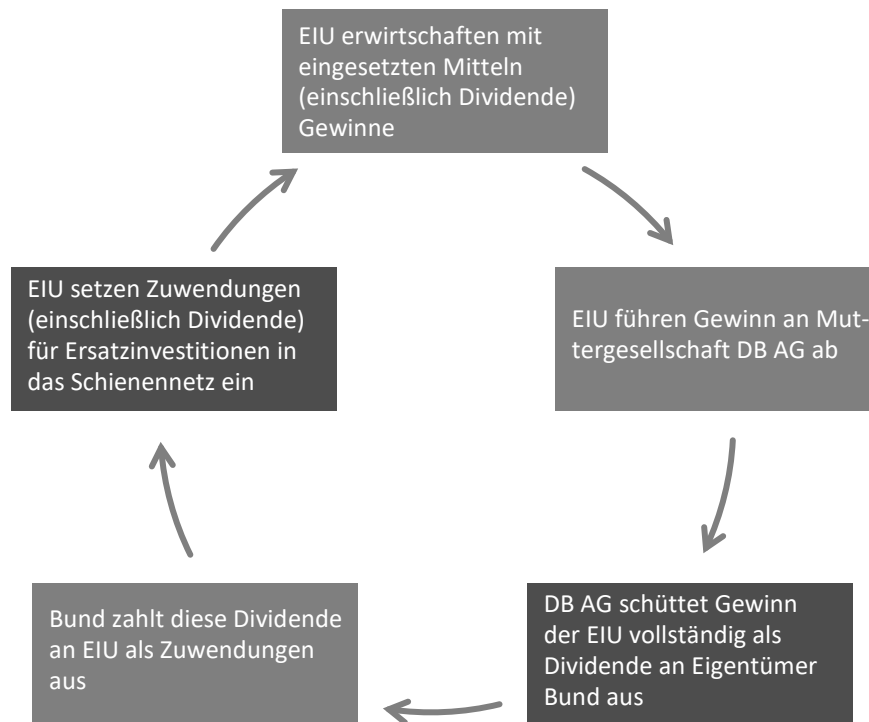 EIU erwirtschaften mit
eingesetzten Mitteln
(einschließlich Dividende)
Gewinne
EIU führen Gewinn an Mut-
tergesellschaft DB AG ab
DB AG schüttet Gewinn
der EIU vollständig als
Dividende an Eigentümer
Bund aus
Bund zahlt diese Dividende
an EIU als Zuwendungen
aus
EIU setzen Zuwendungen
(einschließlich Dividende)
für Ersatzinvestitionen in
das Schienennetz ein